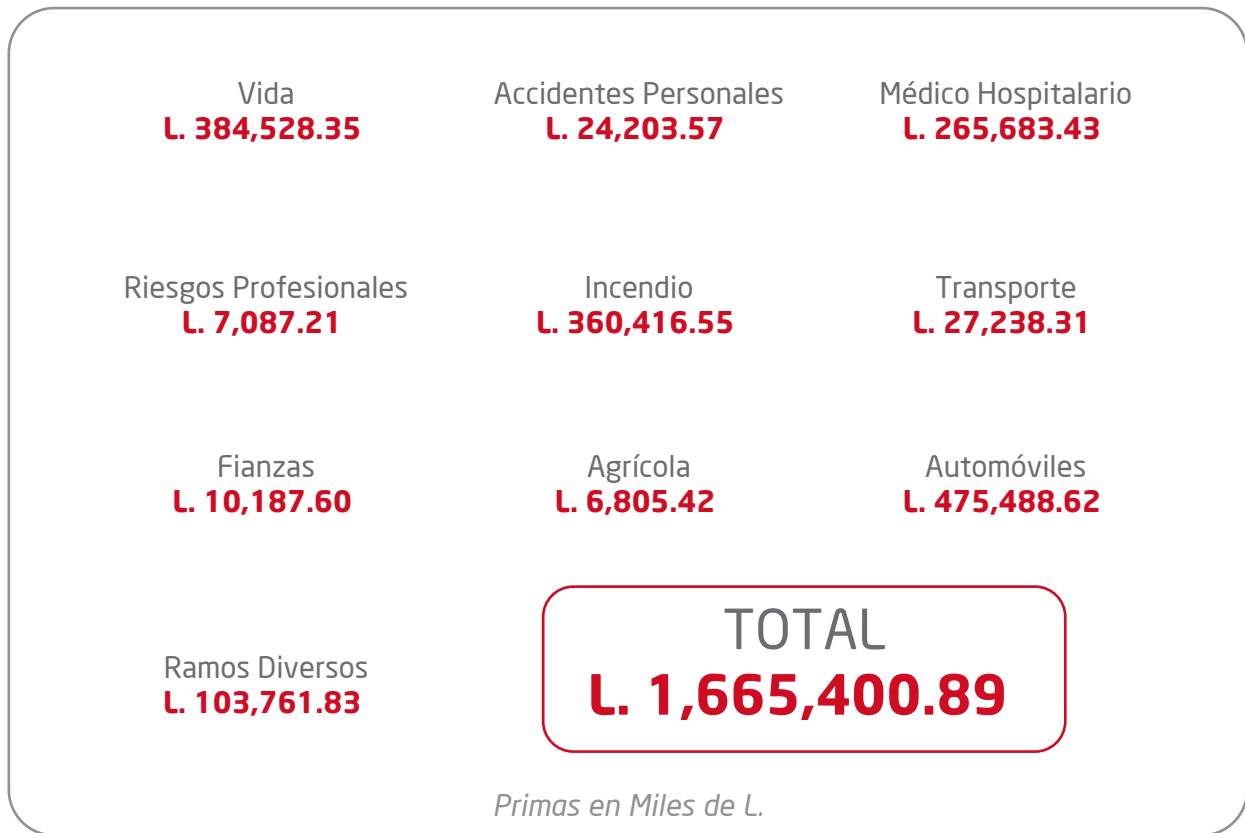 Vida
L. 384,528.35
Accidentes Personales
L. 24,203.57
Médico Hospitalario
L. 265,683.43
Riesgos Profesionales
L. 7,087.21
Incendio
L. 360,416.55
Transporte
L. 27,238.31
Fianzas
L. 10,187.60
Agrícola
L. 6,805.42
Automóviles
L. 475,488.62
Ramos Diversos
L. 103,761.83
TOTAL
L. 1,665,400.89
Primas en Miles de L.